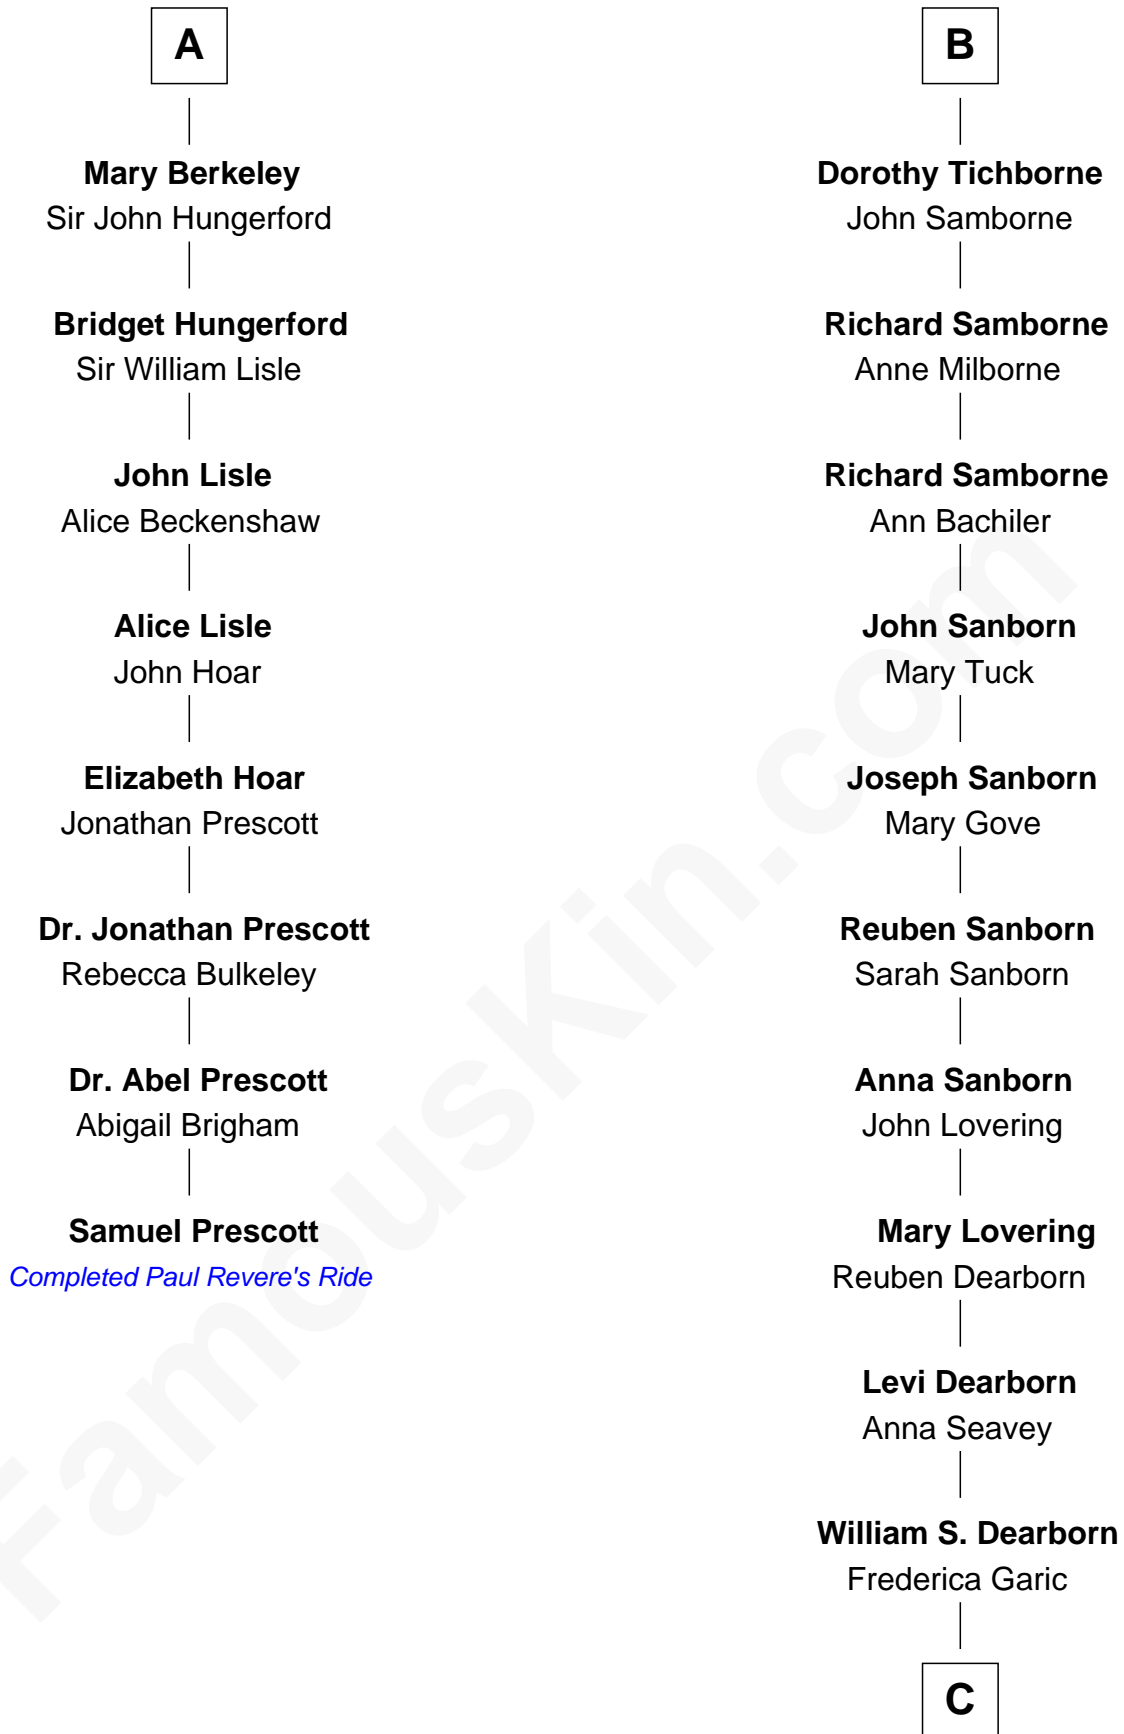 A
Mary Berkeley
Sir John Hungerford
Bridget Hungerford
Sir William Lisle
John Lisle
Alice Beckenshaw
Alice Lisle
John Hoar
Elizabeth Hoar
Jonathan Prescott
Dr. Jonathan Prescott
Rebecca Bulkeley
Dr. Abel Prescott
Abigail Brigham
Samuel Prescott
Completed Paul Revere's Ride
B
Dorothy Tichborne
John Samborne
Richard Samborne
Anne Milborne
Richard Samborne
Ann Bachiler
John Sanborn
Mary Tuck
Joseph Sanborn
Mary Gove
Reuben Sanborn
Sarah Sanborn
Anna Sanborn
John Lovering
Mary Lovering
Reuben Dearborn
Levi Dearborn
Anna Seavey
William S. Dearborn
Frederica Garic
C
FamousKin.com